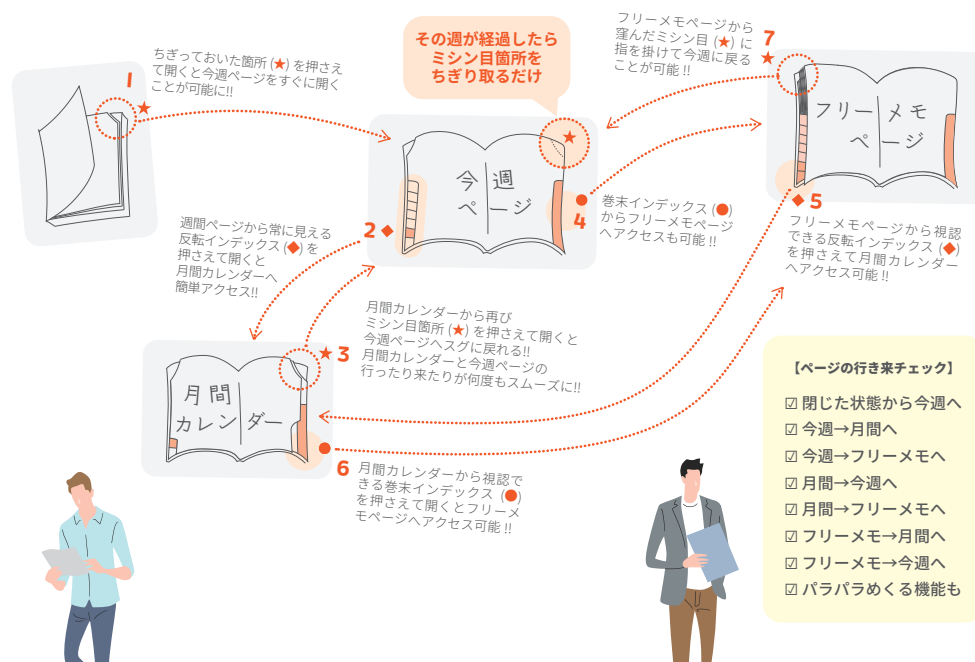 その週が経過したら
ミシン目箇所を
ちぎり取るだけ
1
★
ちぎっておいた箇所 (★) を押さえ
て開くと今週ページをすぐに開く
ことが可能に!!
今週
ページ
★
2 ◆
週間ページから常に見える
反転インデックス (◆) を
押さえて開くと
月間カレンダーへ
簡単アクセス!!
★ 3
月間カレンダーから再び
ミシン目箇所 (★) を押さえて開くと
今週ページへスグに戻れる!!
月間カレンダーと今週ページの
行ったり来たりが何度もスムーズに!!
月間
カレンダー
●
4
巻末インデックス (●)
からフリーメモページ
へアクセスも可能 !!
◆ 5
フリーメモページから視認
できる反転インデックス (◆)
を押さえて月間カレンダー
へアクセス可能 !!
●
6
月間カレンダーから視認で
きる巻末インデックス (●)
を押さえて開くとフリーメ
モページへアクセス可能 !!
7
★
フリーメモページから
窪んだミシン目 (★) に
指を掛けて今週に戻る
ことが可能 !!
フリーメモ
ページ
【ページの行き来チェック】
☑ 閉じた状態から今週へ
☑ 今週→月間へ
☑ 今週→フリーメモへ
☑ 月間→今週へ
☑ 月間→フリーメモへ
☑ フリーメモ→月間へ
☑ フリーメモ→今週へ
☑ パラパラめくる機能も